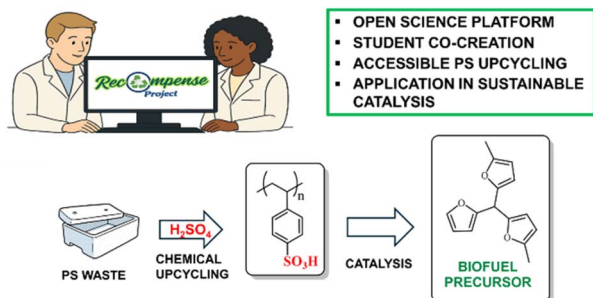 ▪ OPEN SCIENCE PLATFORM
▪ STUDENT CO-CREATION
▪ ACCESSIBLE PS UPCYCLING
▪ APPLICATION IN SUSTAINABLE
CATALYSIS
Recompense
Project
H₂SO₄
PS WASTE
CHEMICAL
UPCYCLING
n
SO₃H
CATALYSIS
O
O
O
BIOFUEL
PRECURSOR